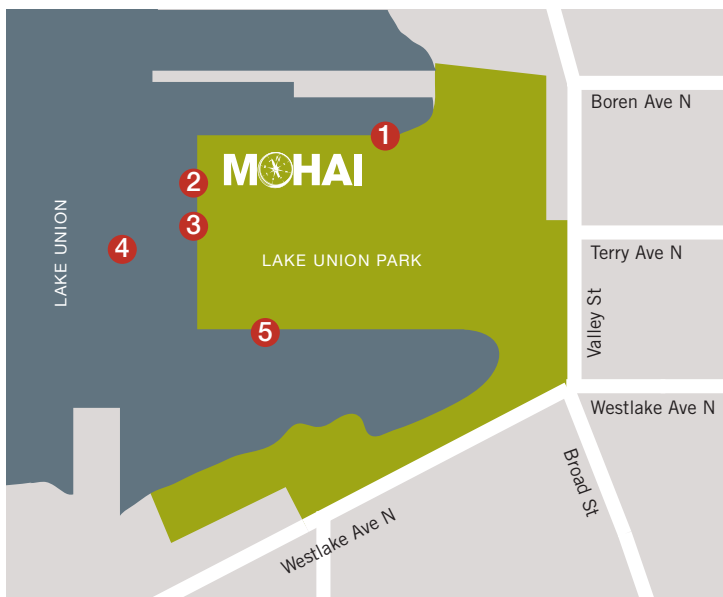 Boren Ave N
1
MOHAI
2
3
4
LAKE UNION
LAKE UNION PARK
Terry Ave N
Valley St
5
Westlake Ave N
Broad St
Westlake Ave N